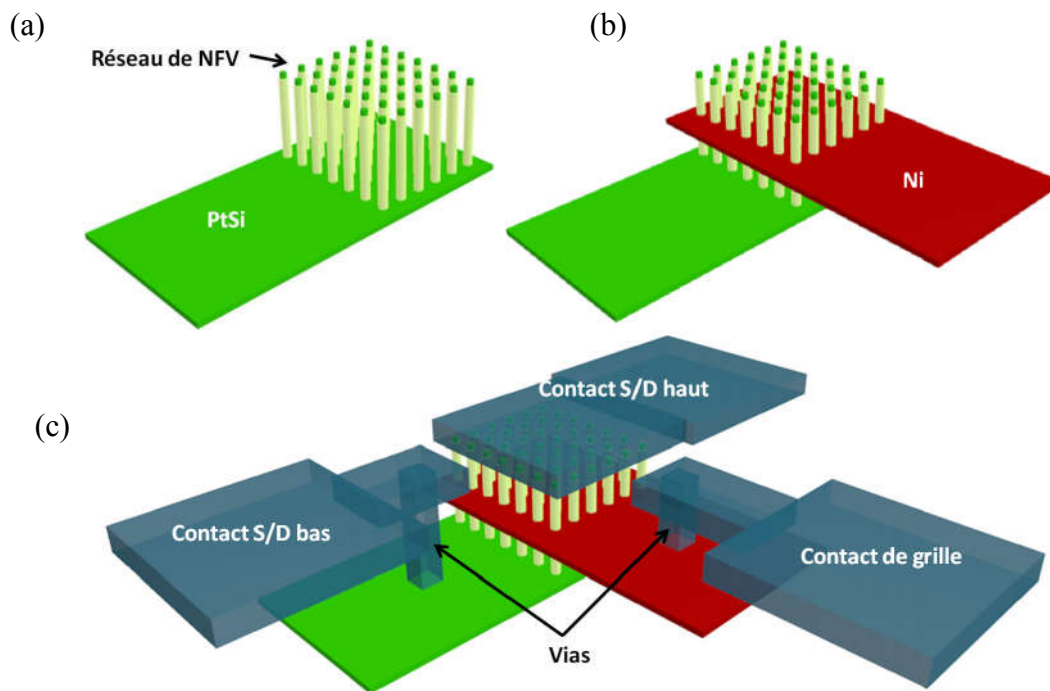 (a)
Réseau de NFV
PtSi
(b)
Ni
(c)
Contact S/D haut
Contact S/D bas
Contact de grille
Vias